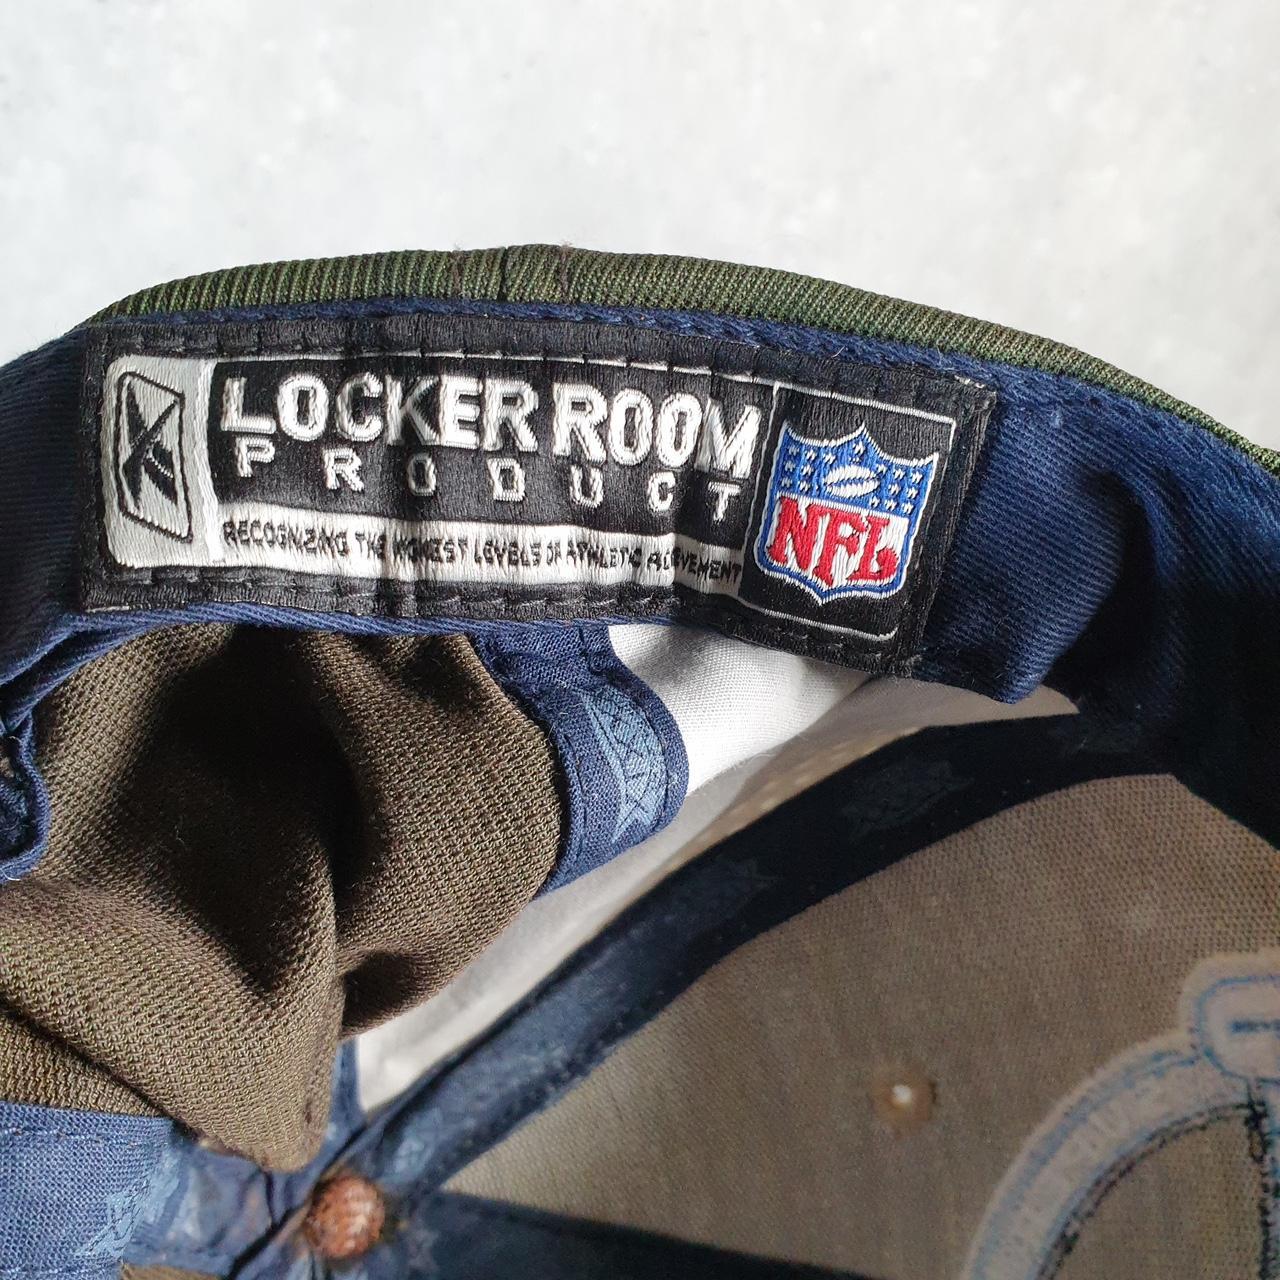 LOCKER ROOM
PRODUCT
RECOGNIZING THE HIGHEST LEVELS OF ATHLETIC ACHIEVEMENT
NFL